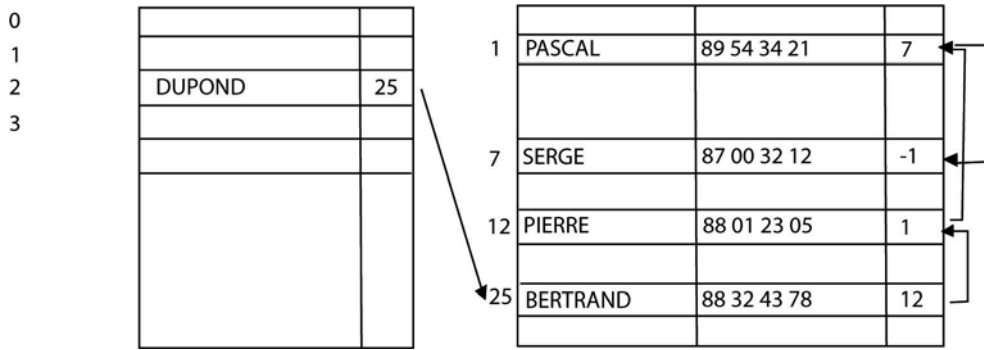 0
1
2 DUPOND 25
3
1 PASCAL 89 54 34 21 7
7 SERGE 87 00 32 12 -1
12 PIERRE 88 01 23 05 1
25 BERTRAND 88 32 43 78 12